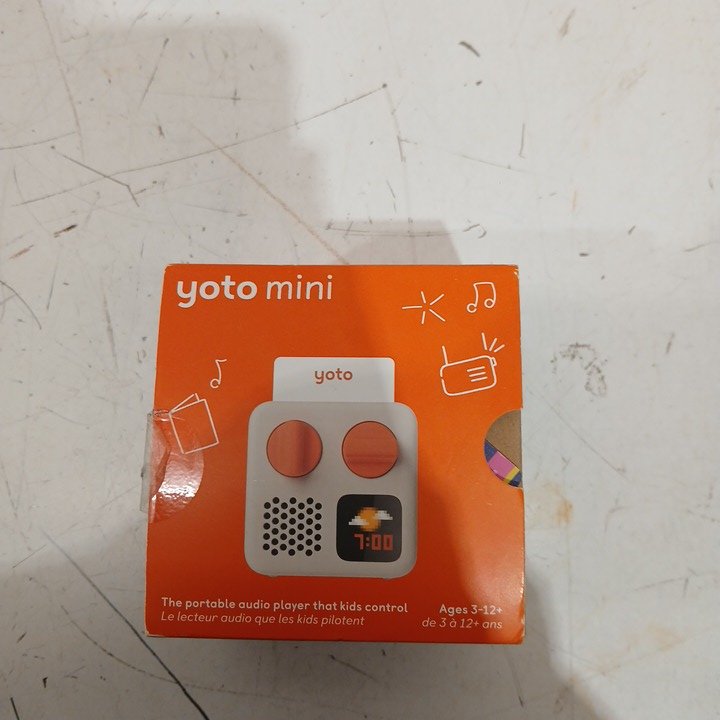 yoto mini
yoto
7:00
The portable audio player that kids control
Le lecteur audio que les kids pilotent
Ages 3-12+
de 3 à 12+ ans